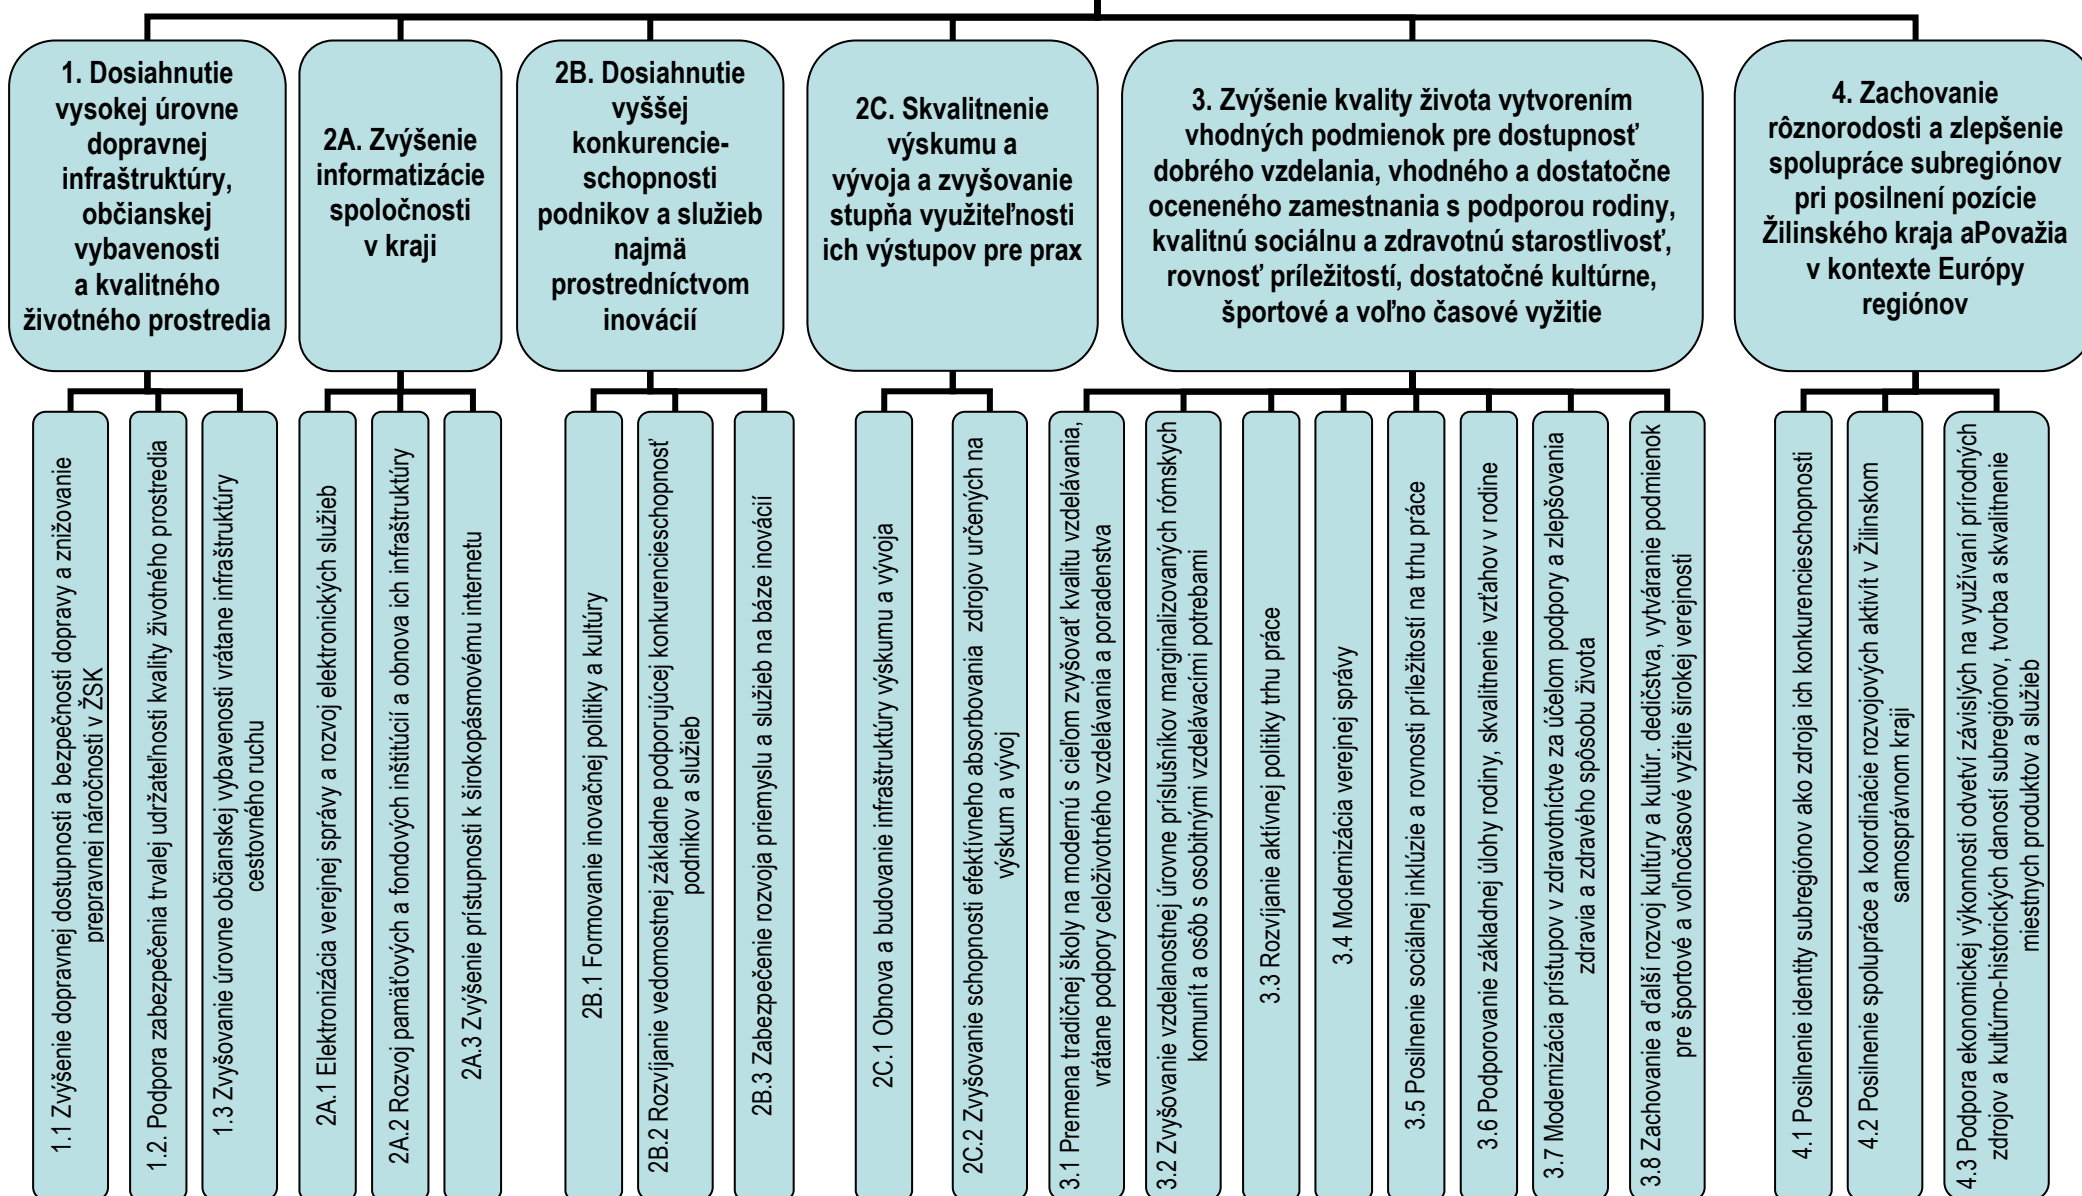 1. Dosiahnutie
vysokej úrovne
dopravnej
infraštruktúry,
občianskej
vybavenosti
a kvalitného
životného prostredia
2A. Zvýšenie
informatizácie
spoločnosti
v kraji
2B. Dosiahnutie
vyššej
konkurencie-
schopnosti
podnikov a služieb
najmä
prostredníctvom
inovácií
2C. Skvalitnenie
výskumu a
vývoja a zvyšovanie
stupňa využiteľnosti
ich výstupov pre prax
3. Zvýšenie kvality života vytvorením
vhodných podmienok pre dostupnosť
dobrého vzdelania, vhodného a dostatočne
oceneného zamestnania s podporou rodiny,
kvalitnú sociálnu a zdravotnú starostlivosť,
rovnosť príležitostí, dostatočné kultúrne,
športové a voľno časové vyžitie
4. Zachovanie
rôznorodosti a zlepšenie
spolupráce subregiónov
pri posilnení pozície
Žilinského kraja aPovažia
v kontexte Európy
regiónov
1.1 Zvýšenie dopravnej dostupnosti a bezpečnosti dopravy a znižovanie
prepravnej náročnosti v ŽSK
1.2. Podpora zabezpečenia trvalej udržateľnosti kvality životného prostredia
1.3 Zvyšovanie úrovne občianskej vybavenosti vrátane infraštruktúry
cestovného ruchu
2A.1 Elektronizácia verejnej správy a rozvoj elektronických služieb
2A.2 Rozvoj pamäťových a fondových inštitúcií a obnova ich infraštruktúry
2A.3 Zvýšenie prístupnosti k širokopásmovému internetu
2B.1 Formovanie inovačnej politiky a kultúry
2B.2 Rozvíjanie vedomostnej základne podporujúcej konkurencieschopnosť
podnikov a služieb
2B.3 Zabezpečenie rozvoja priemyslu a služieb na báze inovácií
2C.1 Obnova a budovanie infraštruktúry výskumu a vývoja
2C.2 Zvyšovanie schopnosti efektívneho absorbovania zdrojov určených na
výskum a vývoj
3.1 Premena tradičnej školy na modernú s cieľom zvyšovať kvalitu vzdelávania,
vrátane podpory celoživotného vzdelávania a poradenstva
3.2 Zvyšovanie vzdelanostnej úrovne príslušníkov marginalizovaných rómskych
komunít a osôb s osobitnými vzdelávacími potrebami
3.3 Rozvíjanie aktívnej politiky trhu práce
3.4 Modernizácia verejnej správy
3.5 Posilnenie sociálnej inklúzie a rovnosti príležitostí na trhu práce
3.6 Podporovanie základnej úlohy rodiny, skvalitnenie vzťahov v rodine
3.7 Modernizácia prístupov v zdravotníctve za účelom podpory a zlepšovania
zdravia a zdravého spôsobu života
3.8 Zachovanie a ďalší rozvoj kultúry a kultúr. dedičstva, vytváranie podmienok
pre športové a voľnočasové vyžitie širokej verejnosti
4.1 Posilnenie identity subregiónov ako zdroja ich konkurencieschopnosti
4.2 Posilnenie spolupráce a koordinácie rozvojových aktivít v Žilinskom
samosprávnom kraji
4.3 Podpora ekonomickej výkonnosti odvetví závislých na využívaní prírodných
zdrojov a kultúrno-historických daností subregiónov, tvorba a skvalitnenie
miestnych produktov a služieb